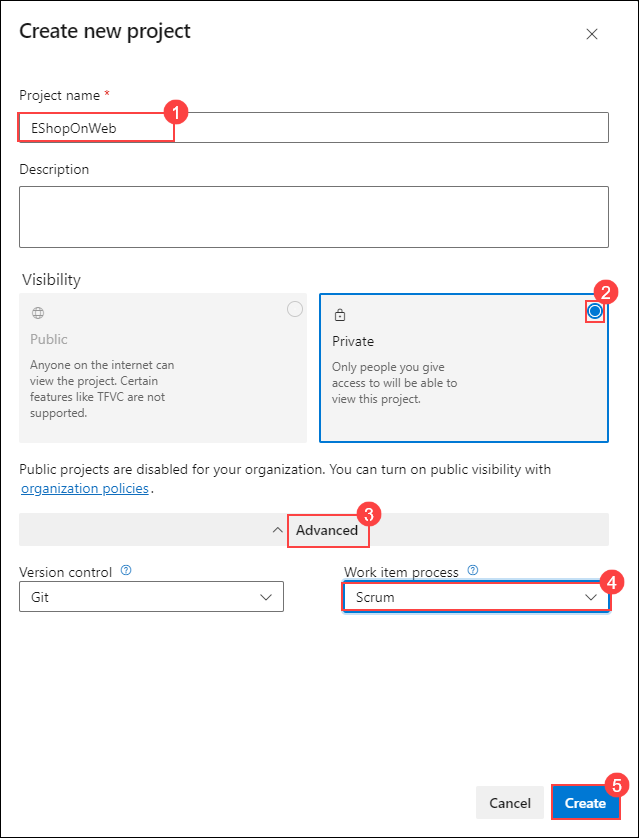 Create new project
Project name *
1
EShopOnWeb
Description
Visibility
2
Public
Anyone on the internet can
view the project. Certain
features like TFVC are not
supported.
Private
Only people you give
access to will be able to
view this project.
Public projects are disabled for your organization. You can turn on public visibility with
organization policies.
3
Advanced
Version control ?
Git
Work item process ?
4
Scrum
5
Cancel
Create